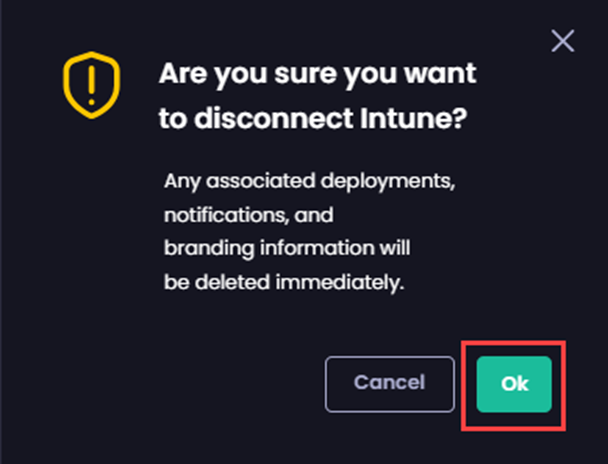 Are you sure you want
to disconnect Intune?
Any associated deployments,
notifications, and
branding information will
be deleted immediately.
Cancel
Ok